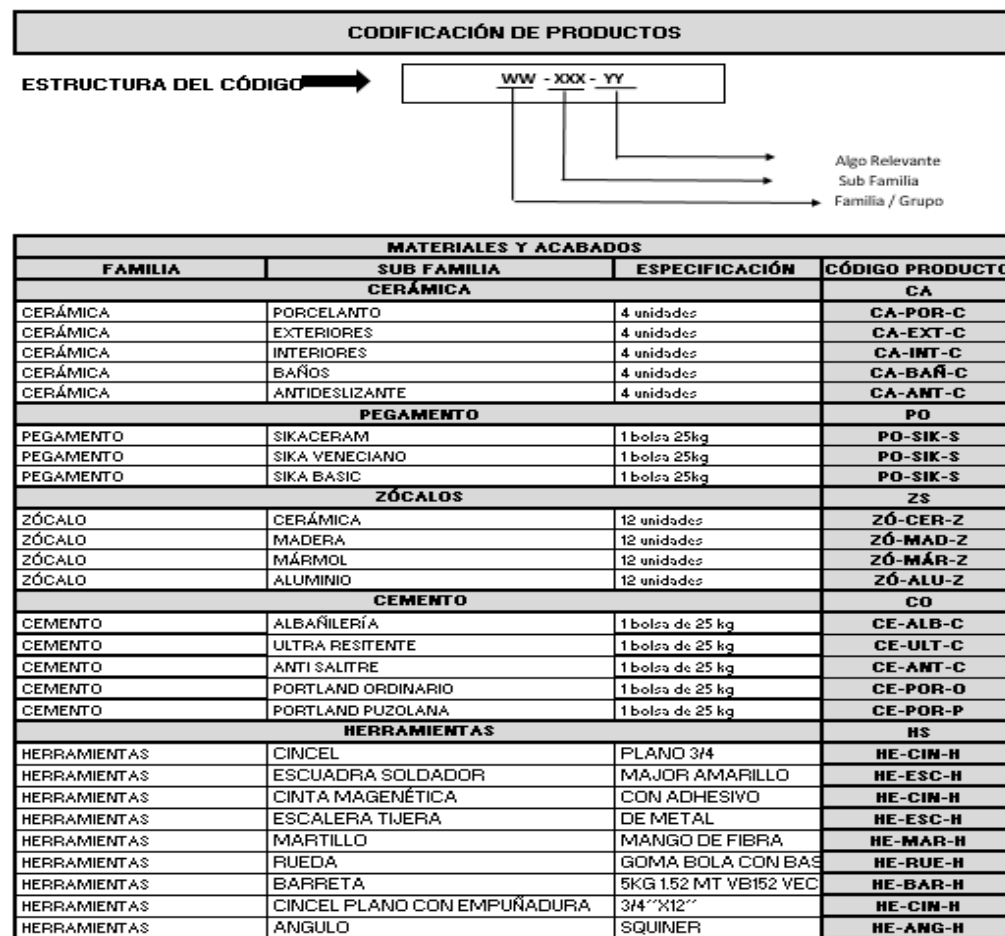 CODIFICACIÓN DE PRODUCTOS
ESTRUCTURA DEL CÓDIGO
WW - XXX - YY
Algo Relevante
Sub Familia
Familia / Grupo
MATERIALES Y ACABADOS
FAMILIA SUB FAMILIA ESPECIFICACIÓN CÓDIGO PRODUCTO
CERÁMICA CA
CERÁMICA PORCELANTO 4 unidades CA-POR-C
CERÁMICA EXTERIORES 4 unidades CA-EXT-C
CERÁMICA INTERIORES 4 unidades CA-INT-C
CERÁMICA BAÑOS 4 unidades CA-BAÑ-C
CERÁMICA ANTIDESLIZANTE 4 unidades CA-ANT-C
PEGAMENTO PO
PEGAMENTO SIKACERAM 1 bolsa 25kg PO-SIK-S
PEGAMENTO SIKA VENECIANO 1 bolsa 25kg PO-SIK-S
PEGAMENTO SIKA BASIC 1 bolsa 25kg PO-SIK-S
ZÓCALOS ZS
ZÓCALO CERÁMICA 12 unidades ZÓ-CER-Z
ZÓCALO MADERA 12 unidades ZÓ-MAD-Z
ZÓCALO MÁRMOL 12 unidades ZÓ-MÁR-Z
ZÓCALO ALUMINIO 12 unidades ZÓ-ALU-Z
CEMENTO CO
CEMENTO ALBAÑILERÍA 1 bolsa de 25 kg CE-ALB-C
CEMENTO ULTRA RESITENTE 1 bolsa de 25 kg CE-ULT-C
CEMENTO ANTI SALITRE 1 bolsa de 25 kg CE-ANT-C
CEMENTO PORTLAND ORDINARIO 1 bolsa de 25 kg CE-POR-O
CEMENTO PORTLAND PUZOLANA 1 bolsa de 25 kg CE-POR-P
HERRAMIENTAS HS
HERRAMIENTAS CINCEL PLANO 3/4 HE-CIN-H
HERRAMIENTAS ESCUADRA SOLDADOR MAJOR AMARILLO HE-ESC-H
HERRAMIENTAS CINTA MAGENÉTICA CON ADHESIVO HE-CIN-H
HERRAMIENTAS ESCALERA TIJERA DE METAL HE-ESC-H
HERRAMIENTAS MARTILLO MANGO DE FIBRA HE-MAR-H
HERRAMIENTAS RUEDA GOMA BOLA CON BAS HE-RUE-H
HERRAMIENTAS BARRETA 5KG 1.52 MT VB152 VEC HE-BAR-H
HERRAMIENTAS CINCEL PLANO CON EMPUÑADURA 3/4´´X12´´ HE-CIN-H
HERRAMIENTAS ANGULO SQUINER HE-ANG-H